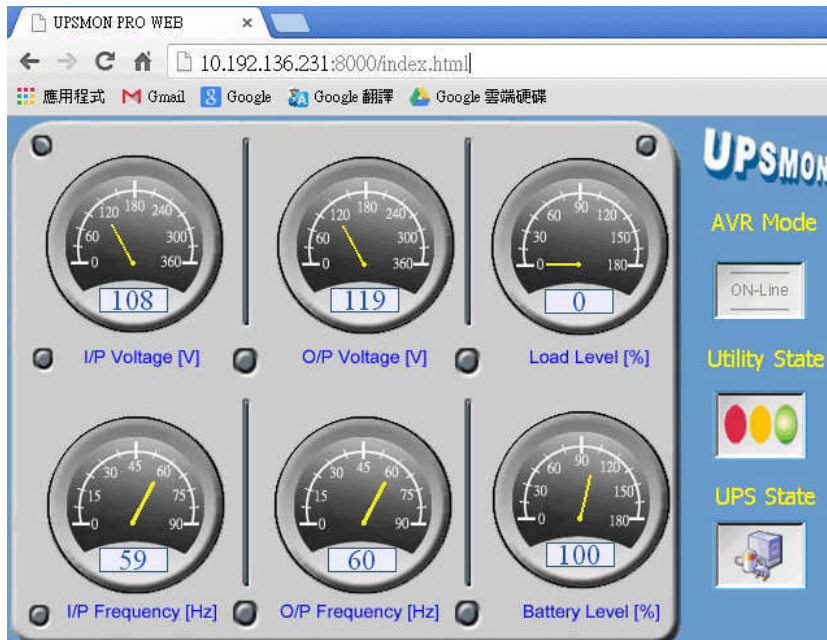 UPSMON PRO WEB
10.192.136.231:8000/index.html
應用程式 Gmail Google Google 翻譯 Google 雲端硬碟
UPSMON
0 60 120 180 240 300 360
108
I/P Voltage [V]
0 60 120 180 240 300 360
119
O/P Voltage [V]
0 30 60 90 120 150 180
0
Load Level [%]
AVR Mode
ON-Line
Utility State
0 15 30 45 60 75 90
59
I/P Frequency [Hz]
0 15 30 45 60 75 90
60
O/P Frequency [Hz]
0 30 60 90 120 150 180
100
Battery Level [%]
UPS State